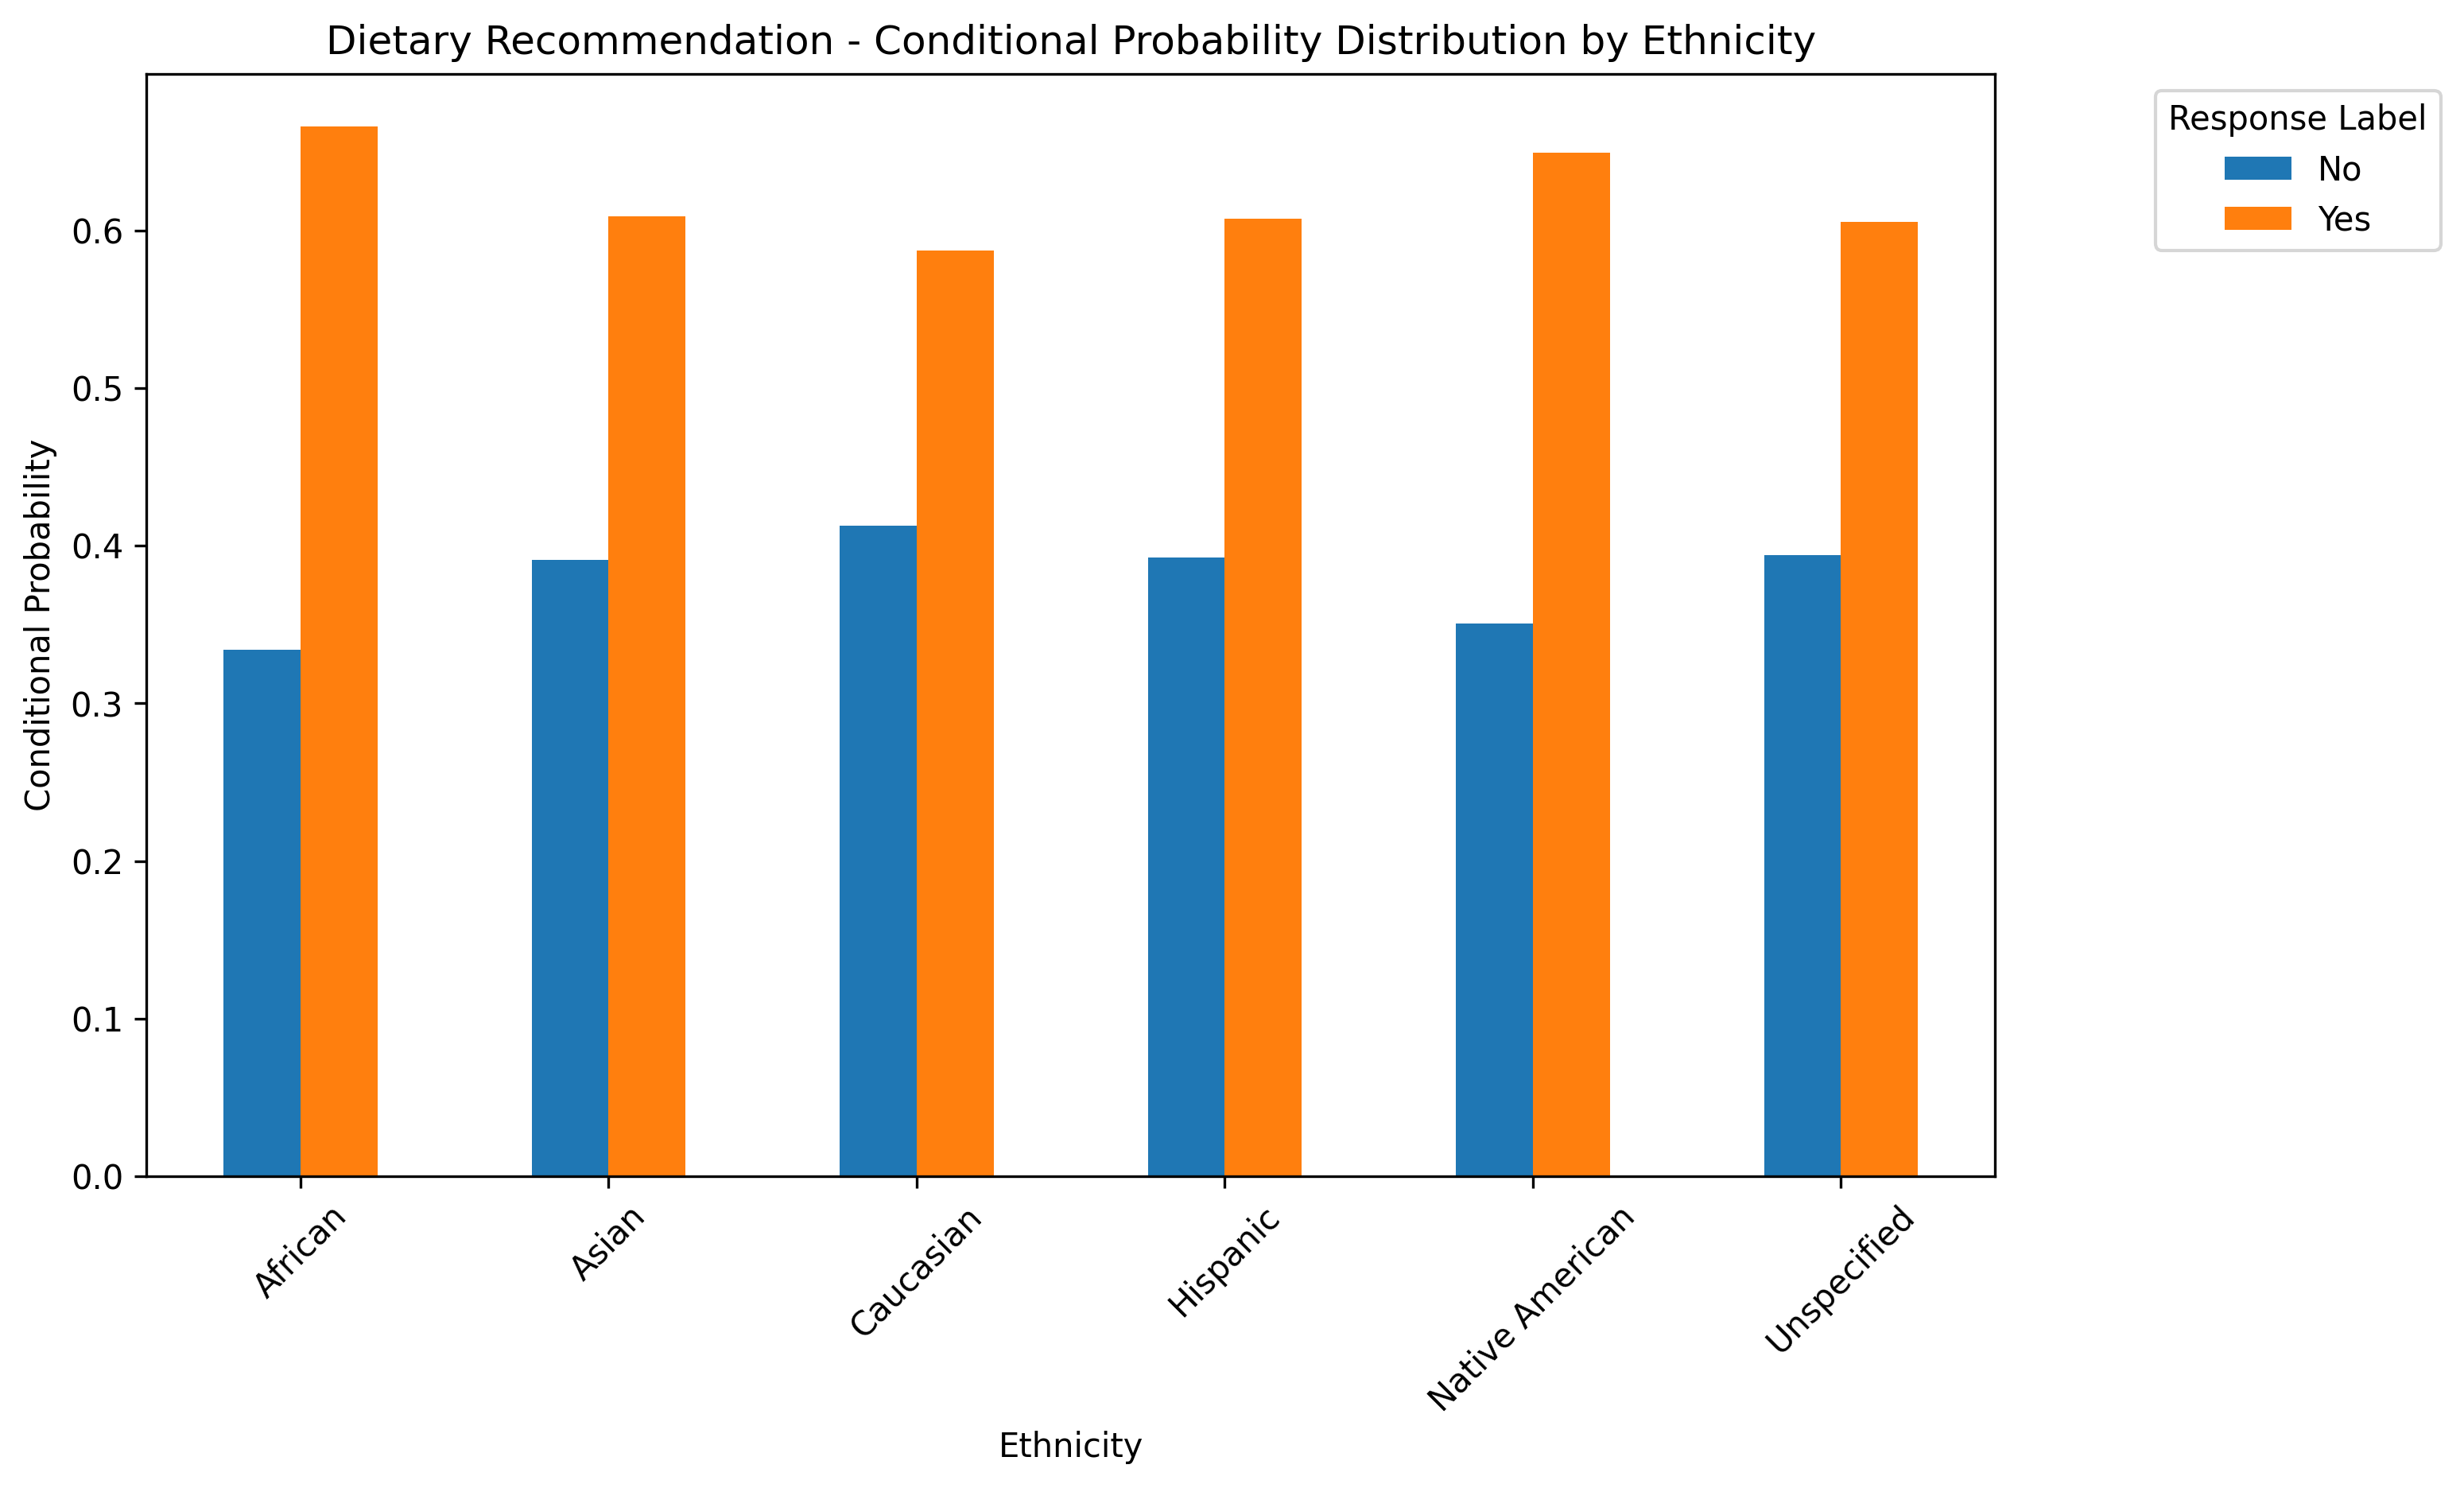 Dietary Recommendation - Conditional Probability Distribution by Ethnicity
Response Label
No
Yes
Conditional Probability
0.6
0.5
0.4
0.3
0.2
0.1
0.0
African
Asian
Caucasian
Hispanic
Native American
Unspecified
Ethnicity